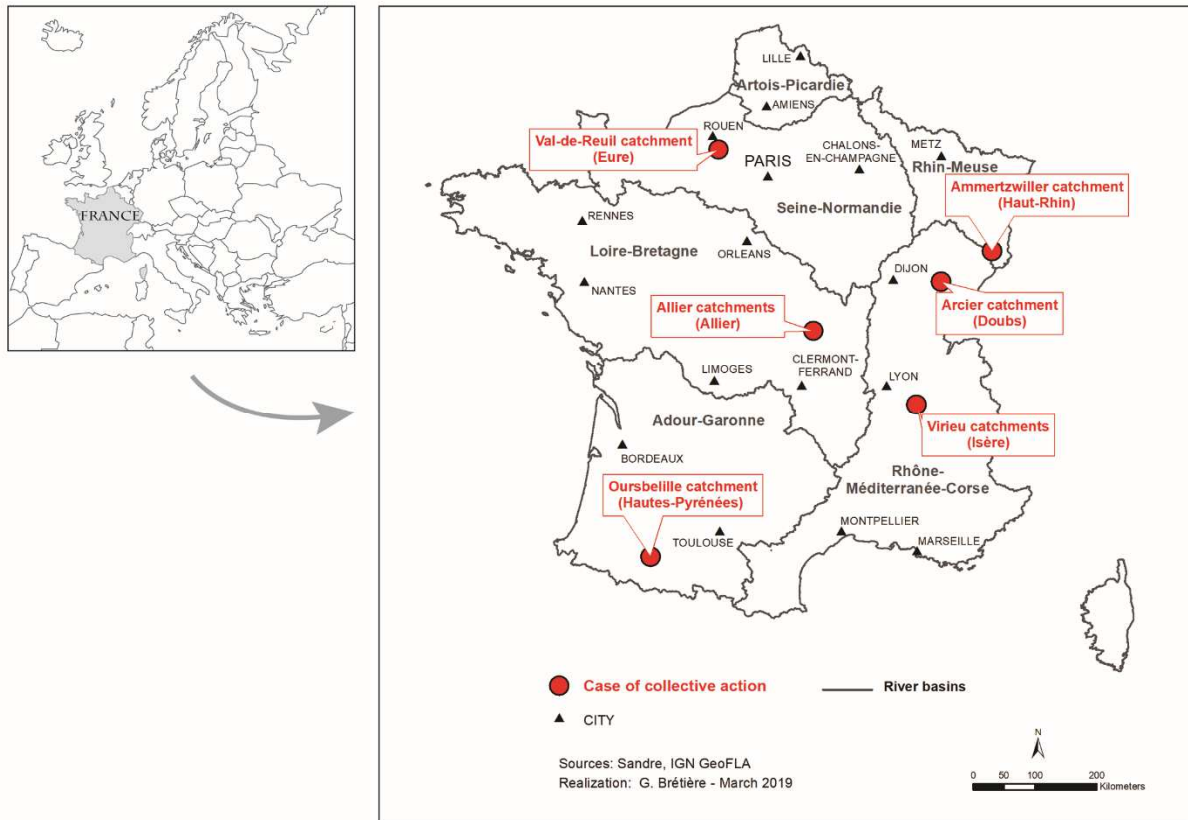 FRANCE
LILLE
Artois-Picardie
AMIENS
ROUEN
Val-de-Reuil catchment
(Eure)
CHALONS-
EN-CHAMPAGNE
METZ
Rhin-Meuse
PARIS
Ammertzwiller catchment
(Haut-Rhin)
Seine-Normandie
RENNES
Loire-Bretagne
ORLEANS
DIJON
NANTES
Arcier catchment
(Doubs)
Allier catchments
(Allier)
CLERMONT-
FERRAND
LIMOGES
LYON
Adour-Garonne
Virieu catchments
(Isère)
BORDEAUX
Rhône-
Méditerranée-Corse
Oursbelille catchment
(Hautes-Pyrénées)
MONTPELLIER
TOULOUSE
MARSEILLE
Case of collective action
River basins
CITY
Sources: Sandre, IGN GeoFLA
Realization: G. Brétière - March 2019
N
0 50 100 200
Kilometers